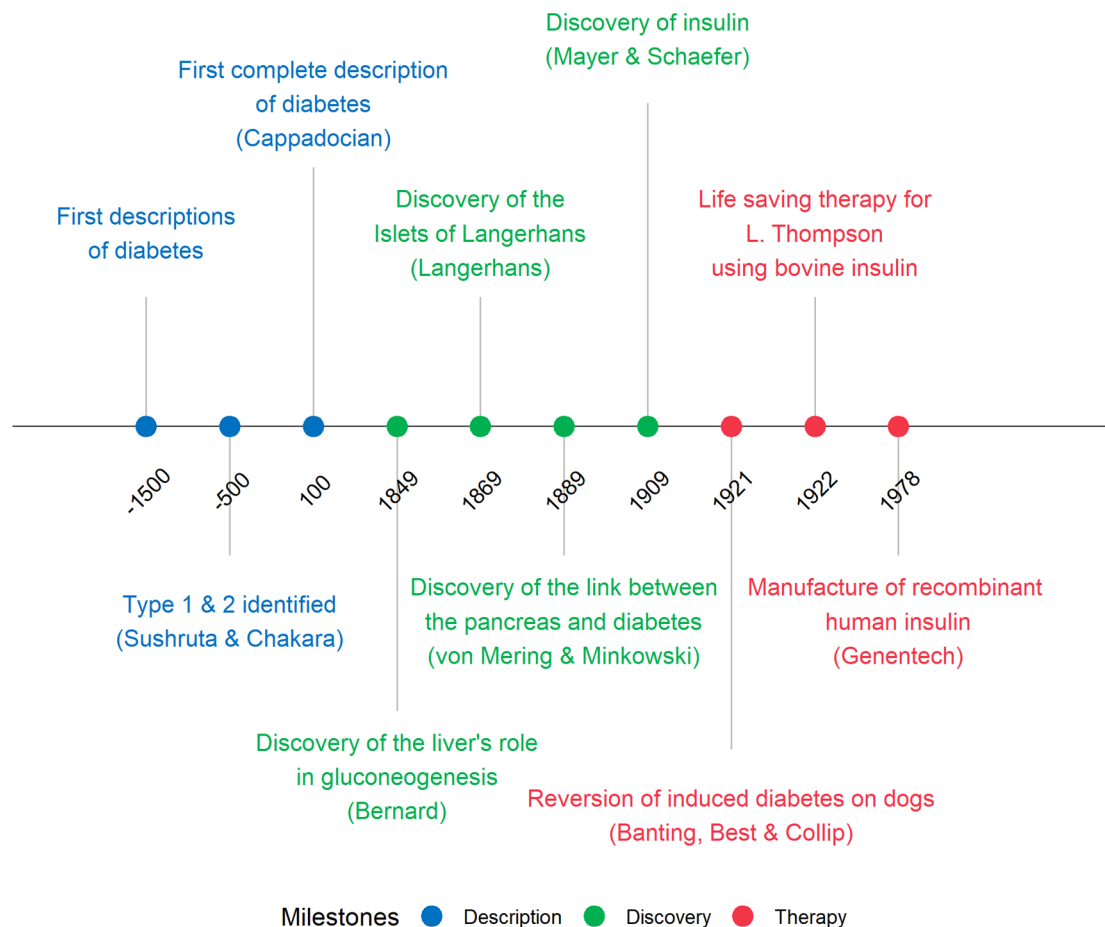 Discovery of insulin
(Mayer & Schaefer)
First complete description
of diabetes
(Cappadocian)
First descriptions
of diabetes
Discovery of the
Islets of Langerhans
(Langerhans)
Life saving therapy for
L. Thompson
using bovine insulin
-1500
-500
100
1849
1869
1889
1909
1921
1922
1978
Type 1 & 2 identified
(Sushruta & Chakara)
Discovery of the link between
the pancreas and diabetes
(von Mering & Minkowski)
Manufacture of recombinant
human insulin
(Genentech)
Discovery of the liver's role
in gluconeogenesis
(Bernard)
Reversion of induced diabetes on dogs
(Banting, Best & Collip)
Milestones Description Discovery Therapy